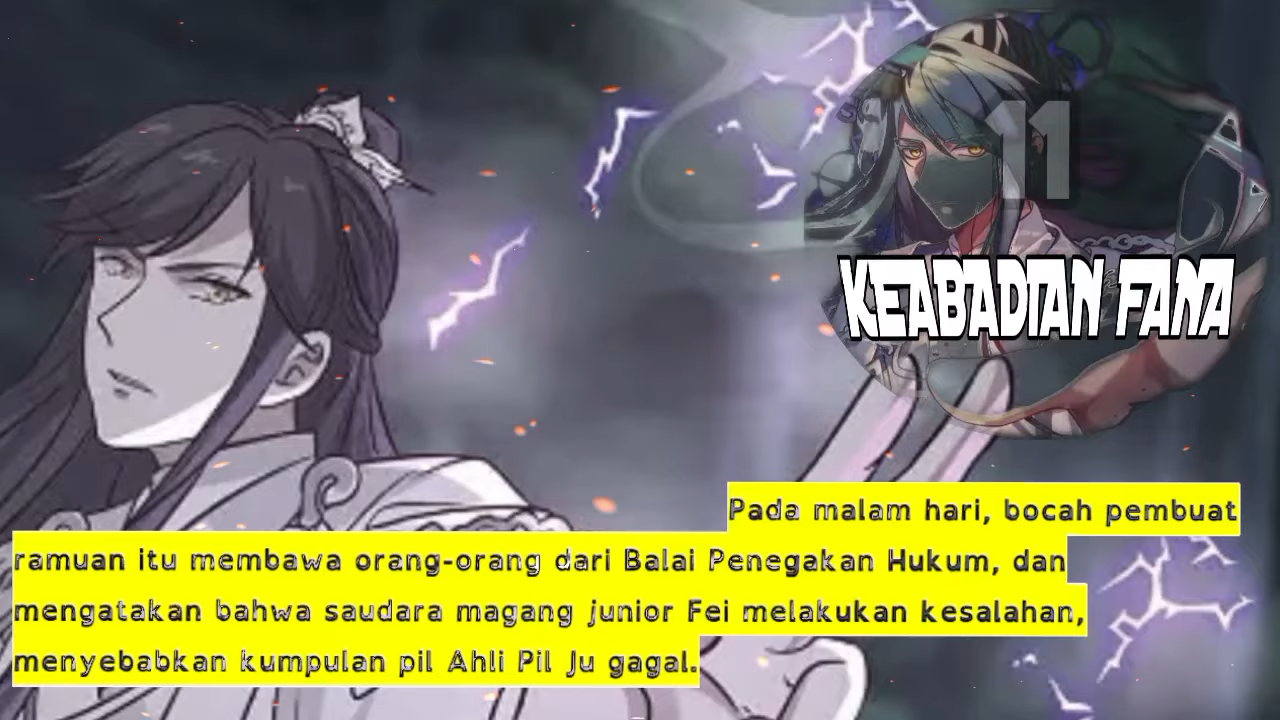 11
KEABADIAN FANA
Pada malam hari, bocah pembuat
ramuan itu membawa orang-orang dari Balai Penegakan Hukum, dan
mengatakan bahwa saudara magang junior Fei melakukan kesalahan,
menyebabkan kumpulan pil Ahli Pil Ju gagal.